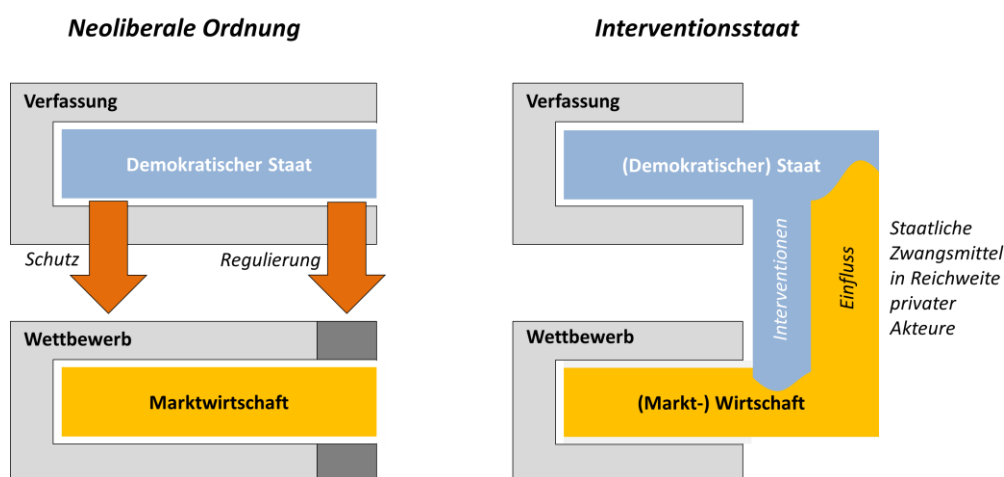 Neoliberale Ordnung
Verfassung
Demokratischer Staat
Schutz
Regulierung
Wettbewerb
Marktwirtschaft
Interventionsstaat
Verfassung
(Demokratischer) Staat
Interventionen
Einfluss
Staatliche
Zwangsmittel
in Reichweite
privater
Akteure
Wettbewerb
(Markt-) Wirtschaft